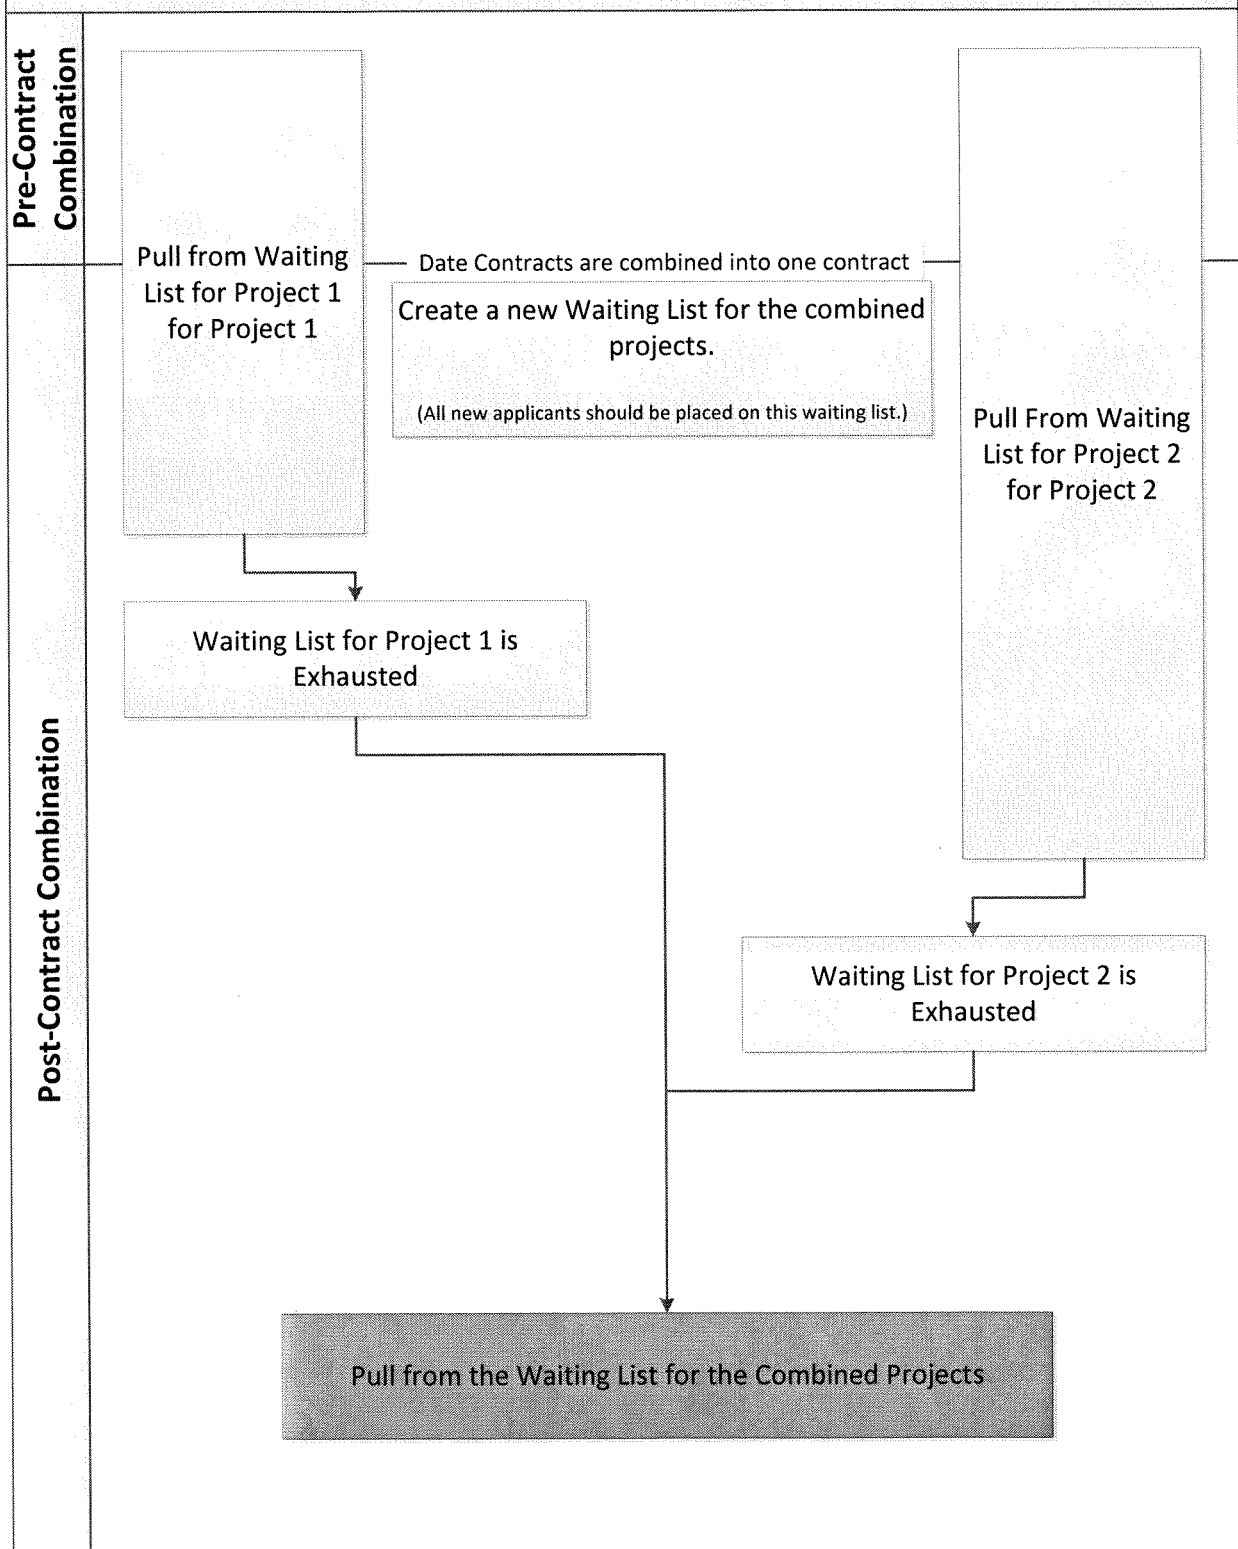 Pre-Contract
Combination
Pull from Waiting
List for Project 1
for Project 1
Date Contracts are combined into one contract
Create a new Waiting List for the combined
projects.
(All new applicants should be placed on this waiting list.)
Pull From Waiting
List for Project 2
for Project 2
Waiting List for Project 1 is
Exhausted
Post-Contract Combination
Waiting List for Project 2 is
Exhausted
Pull from the Waiting List for the Combined Projects